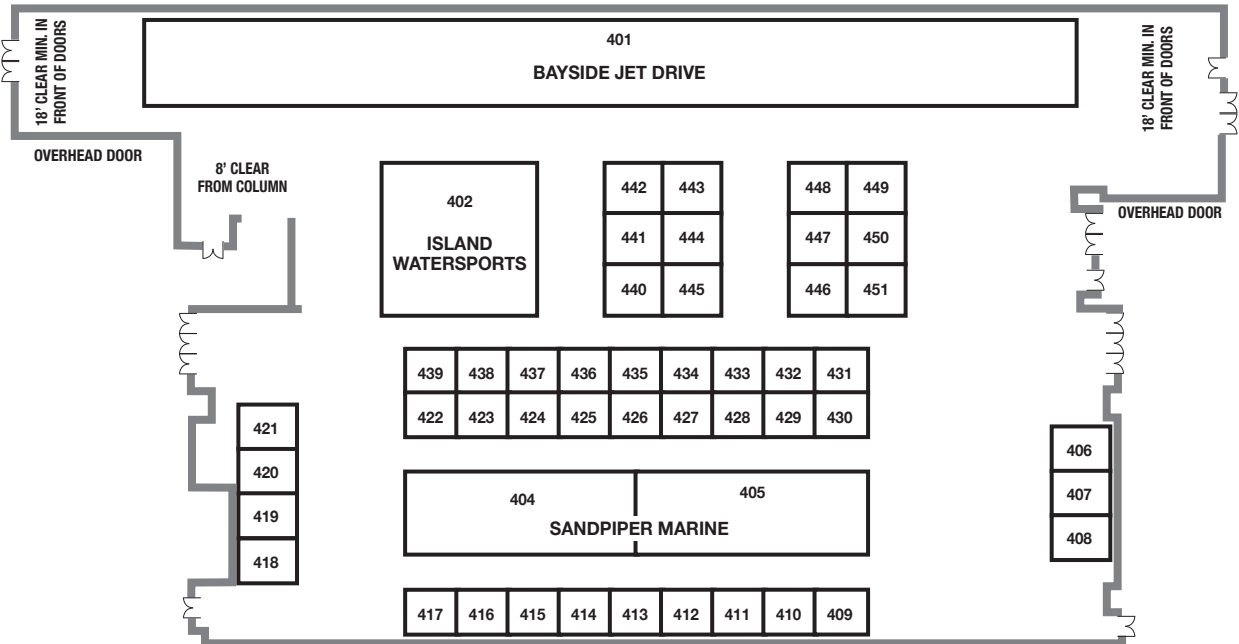 401
BAYSIDE JET DRIVE
18' CLEAR MIN. IN
FRONT OF DOORS
18' CLEAR MIN. IN
FRONT OF DOORS
OVERHEAD DOOR
8' CLEAR
FROM COLUMN
402
ISLAND
WATERSPORTS
442 443
441 444
440 445
448 449
447 450
446 451
OVERHEAD DOOR
439 438 437 436 435 434 433 432 431
422 423 424 425 426 427 428 429 430
421
420
419
418
404 405
SANDPIPER MARINE
406
407
408
417 416 415 414 413 412 411 410 409